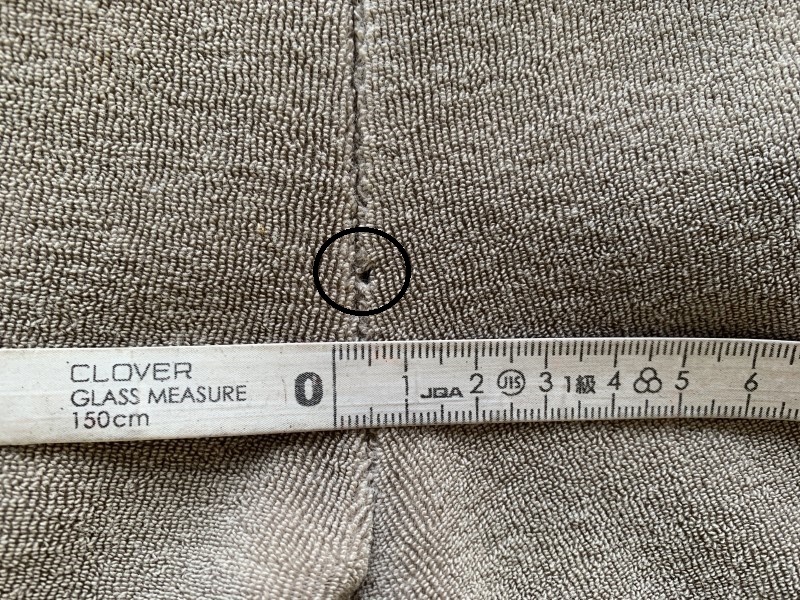 CLOVER
GLASS MEASURE
150cm
0 1 JQA 2 JIS 3 1級 4 5 6